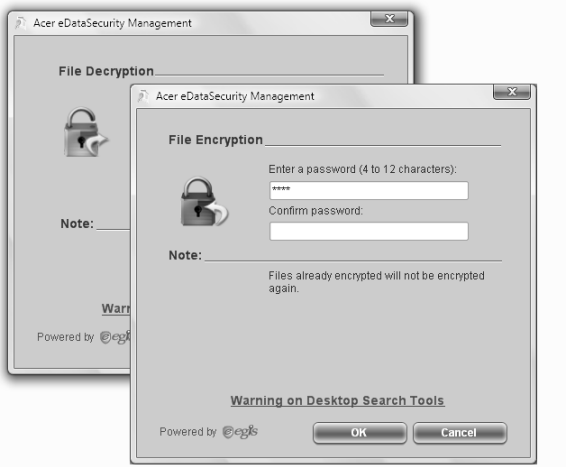 Acer eDataSecurity Management
x
File Decryption
Note:
Powered by egis
Acer eDataSecurity Management
x
File Encryption
Enter a password (4 to 12 characters):
****
Confirm password:
Note:
Files already encrypted will not be encrypted
again.
Warning on Desktop Search Tools
Powered by egis
OK
Cancel